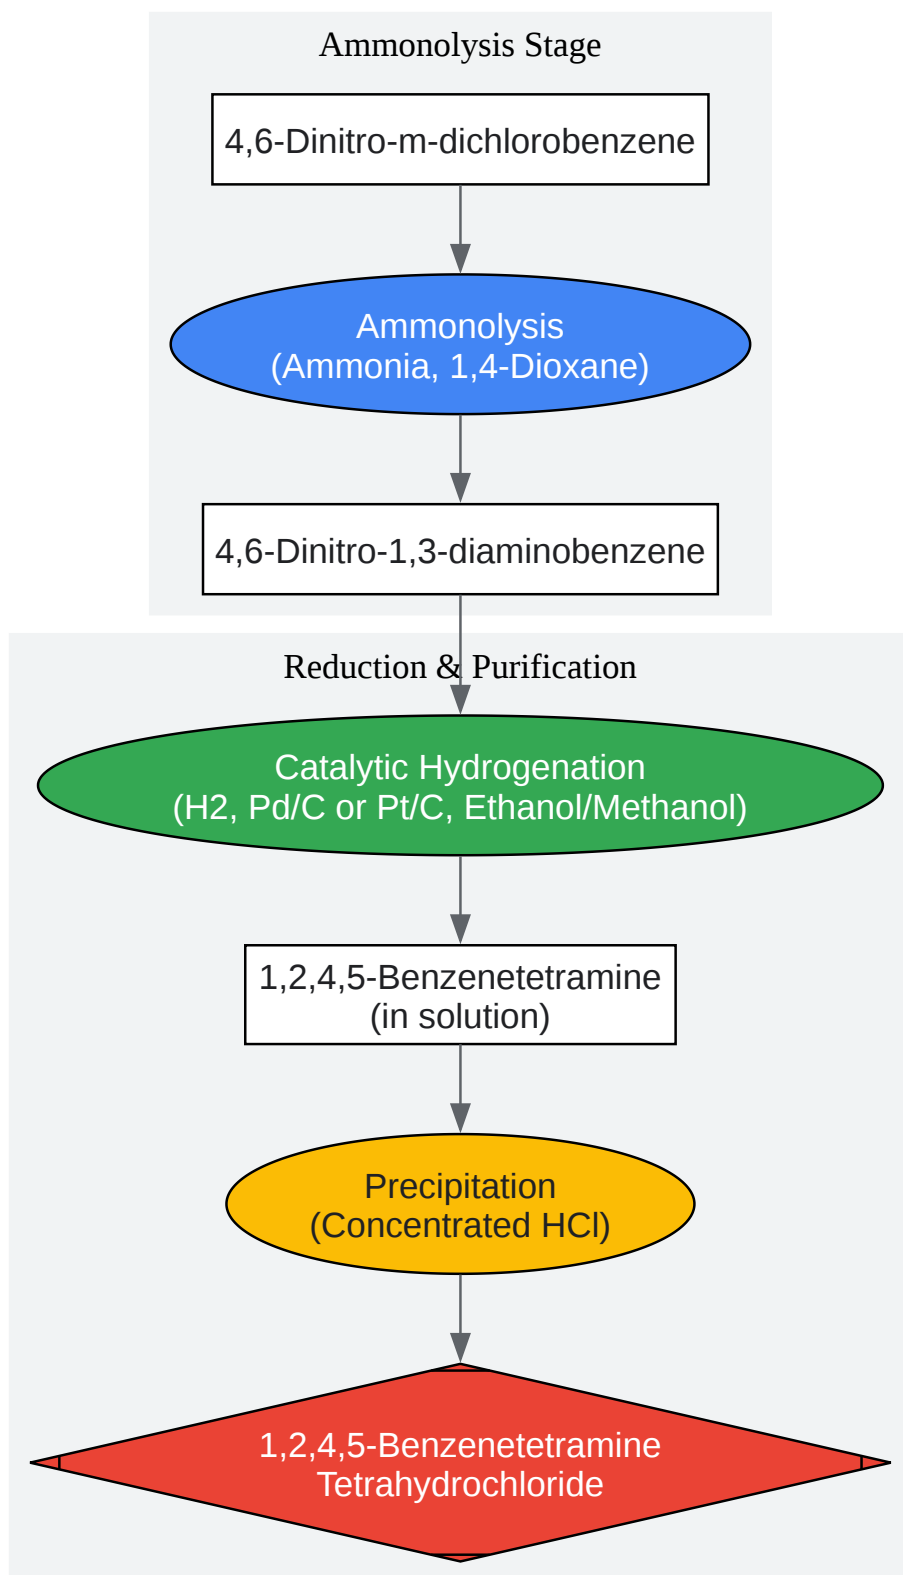 Ammonolysis Stage
4,6-Dinitro-m-dichlorobenzene
Ammonolysis
(Ammonia, 1,4-Dioxane)
4,6-Dinitro-1,3-diaminobenzene
Reduction & Purification
Catalytic Hydrogenation
(H2, Pd/C or Pt/C, Ethanol/Methanol)
1,2,4,5-Benzenetetramine
(in solution)
Precipitation
(Concentrated HCl)
1,2,4,5-Benzenetetramine
Tetrahydrochloride